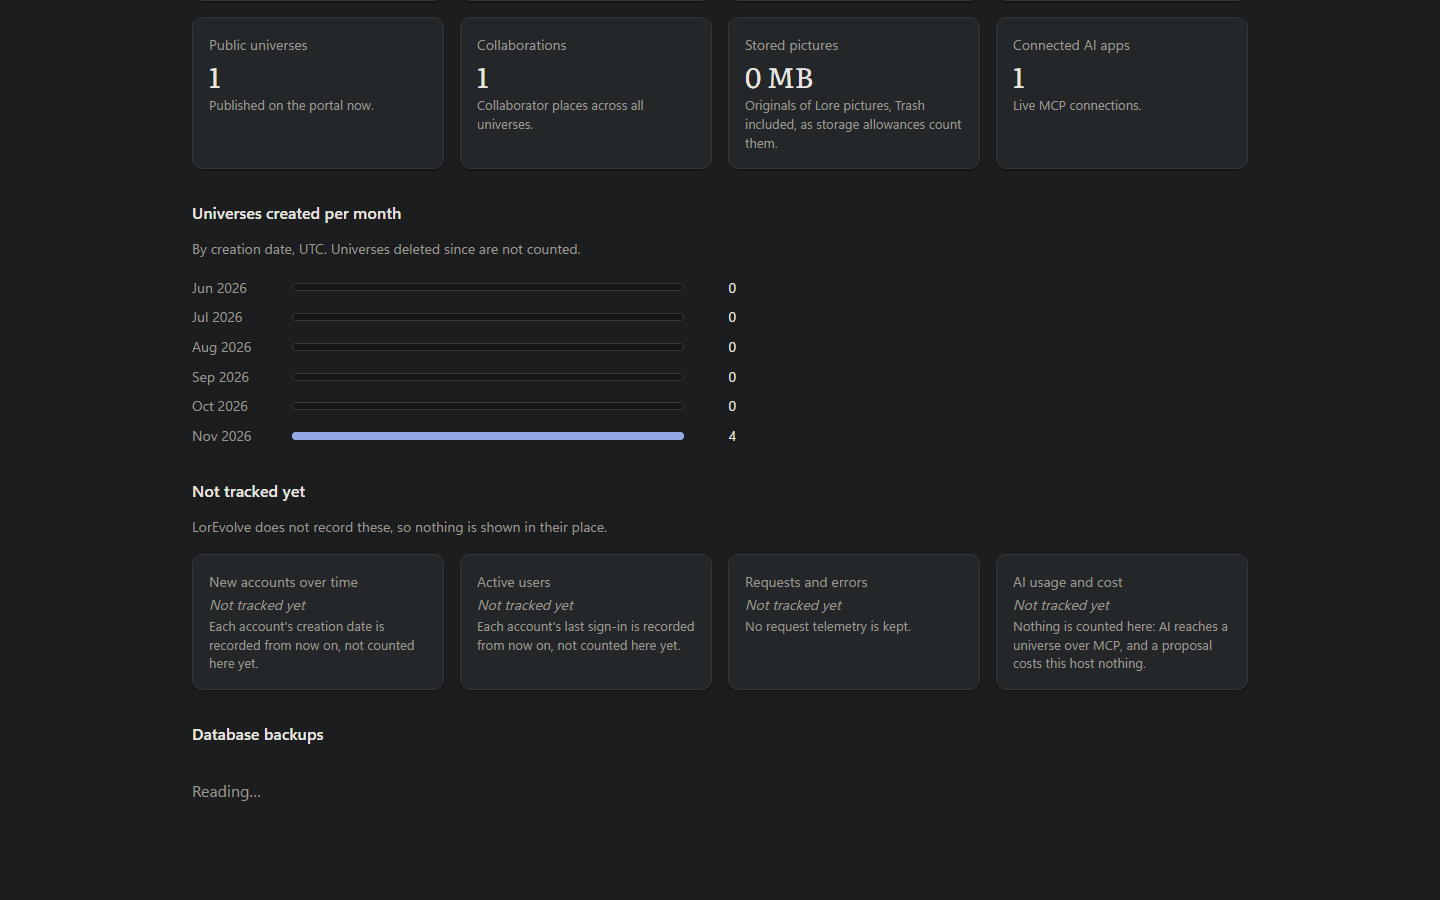 Public universes
1
Published on the portal now.
Collaborations
1
Collaborator places across all
universes.
Stored pictures
0 MB
Originals of Lore pictures, Trash
included, as storage allowances count
them.
Connected AI apps
1
Live MCP connections.
Universes created per month
By creation date, UTC. Universes deleted since are not counted.
Jun 2026 0
Jul 2026 0
Aug 2026 0
Sep 2026 0
Oct 2026 0
Nov 2026 4
Not tracked yet
LorEvolve does not record these, so nothing is shown in their place.
New accounts over time
Not tracked yet
Each account's creation date is
recorded from now on, not counted
here yet.
Active users
Not tracked yet
Each account's last sign-in is recorded
from now on, not counted here yet.
Requests and errors
Not tracked yet
No request telemetry is kept.
AI usage and cost
Not tracked yet
Nothing is counted here: AI reaches a
universe over MCP, and a proposal
costs this host nothing.
Database backups
Reading...